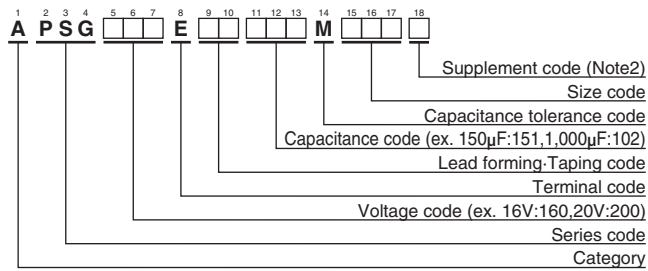 1 2 3 4 5 6 7 8 9 10 11 12 13 14 15 16 17 18
A PSG E M
Supplement code (Note2)
Size code
Capacitance tolerance code
Capacitance code (ex. 150μF:151,1,000μF:102)
Lead forming·Taping code
Terminal code
Voltage code (ex. 16V:160,20V:200)
Series code
Category